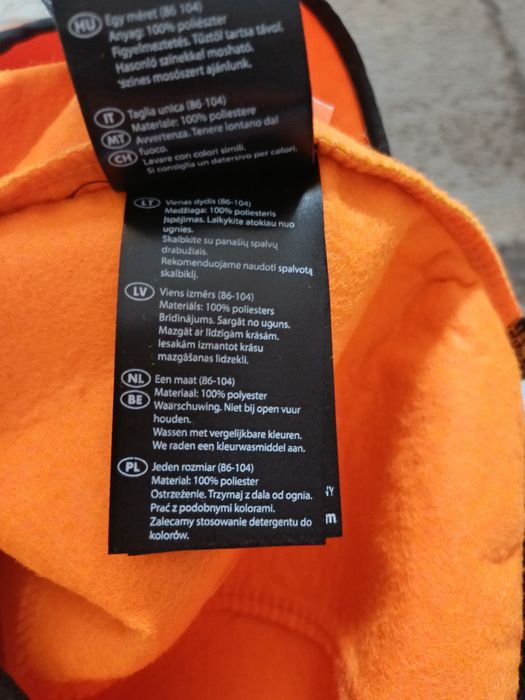 HU Egy méret (86-104)
Anyag: 100% poliészter
Figyelmeztetés. Tűztől tartsa távol.
Hasonló színekkel mosható.
Színes mosószert ajánlunk.
IT Taglia unica (86-104)
MT Materiale: 100% poliestere
CH Avvertenza. Tenere lontano dal
fuoco.
Lavare con colori simili.
Si consiglia un detersivo per colori.
LT Vienas dydis (86-104)
Medžiaga: 100% poliesteris
Įspėjimas. Laikykite atokiau nuo
ugnies.
Skalbkite su panašių spalvų
drabužiais.
Rekomenduojame naudoti spalvotą
skalbiklį.
LV Viens izmērs (86-104)
Materiāls: 100% poliesters
Brīdinājums. Sargāt no uguns.
Mazgāt ar līdzīgām krāsām.
Iesakām izmantot krāsu
mazgāšanas līdzekli.
NL Een maat (86-104)
BE Materiaal: 100% polyester
Waarschuwing. Niet bij open vuur
houden.
Wassen met vergelijkbare kleuren.
We raden een kleurwasmiddel aan.
PL Jeden rozmiar (86-104)
Materiał: 100% poliester
Ostrzeżenie. Trzymaj z dala od ognia.
Prać z podobnymi kolorami.
Zalecamy stosowanie detergentu do
kolorów.
NY
m